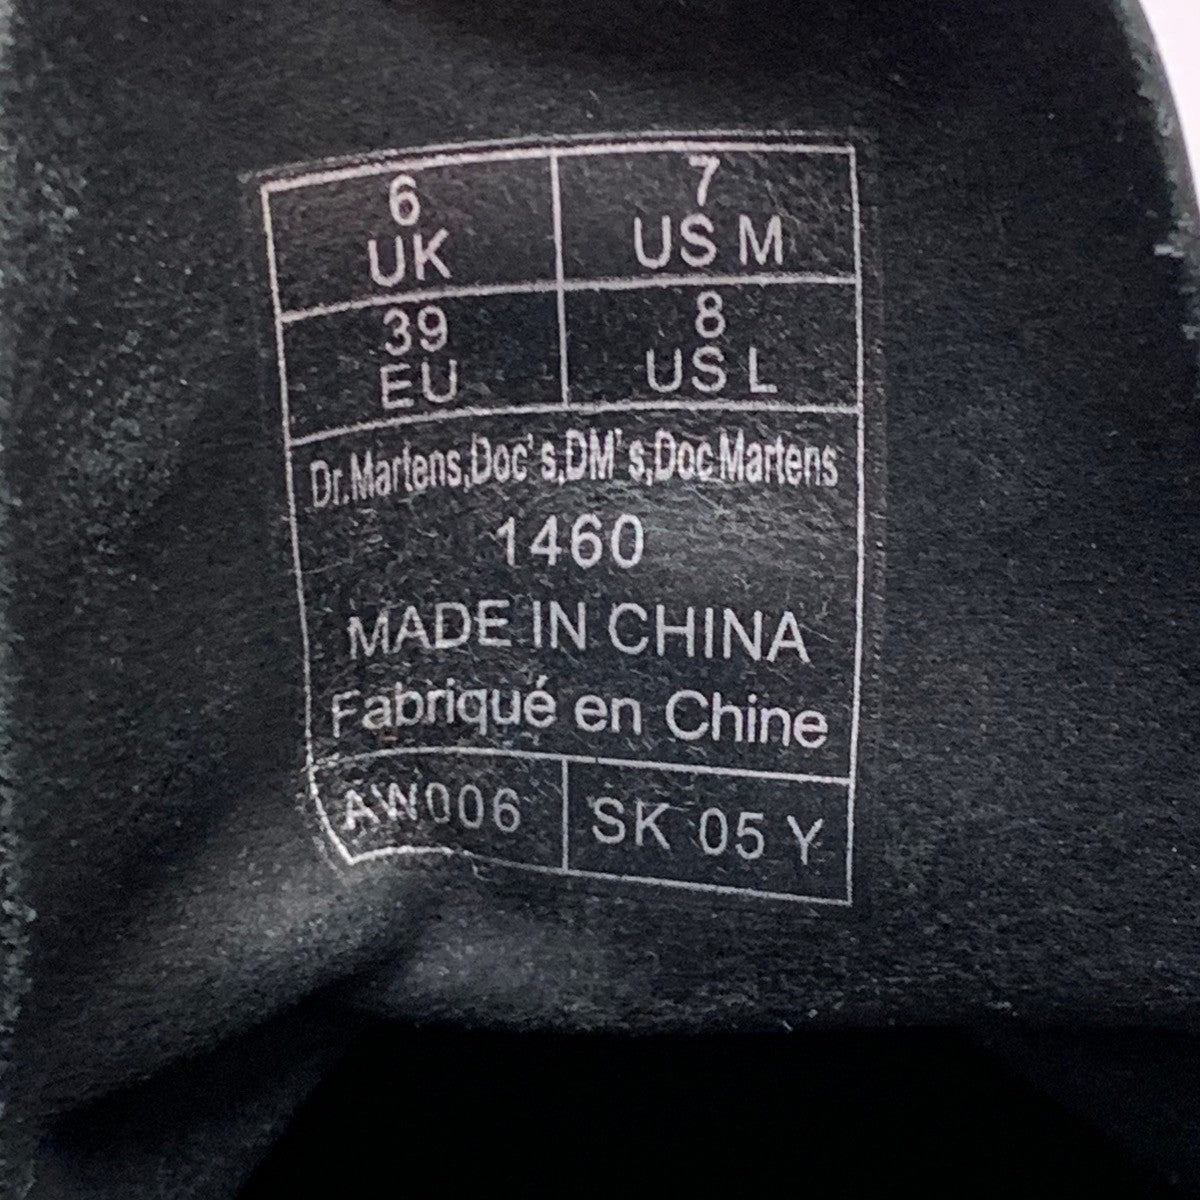 6 UK
7 US M
39 EU
8 US L
Dr.Martens,Doc's,DM's,Doc Martens
1460
MADE IN CHINA
Fabriqué en Chine
AW006
SK 05 Y